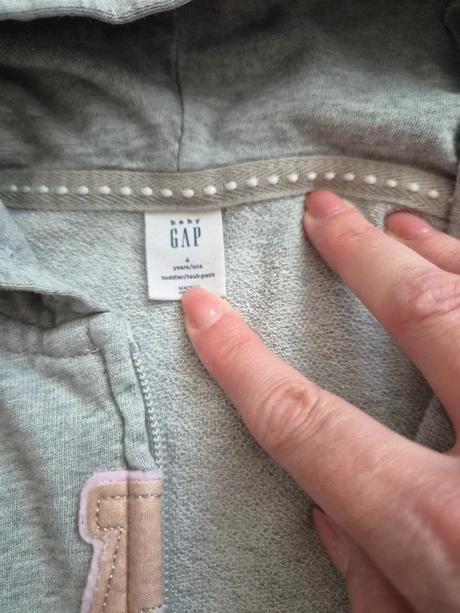 baby
GAP
4
years/ans
toddler/tout-petit